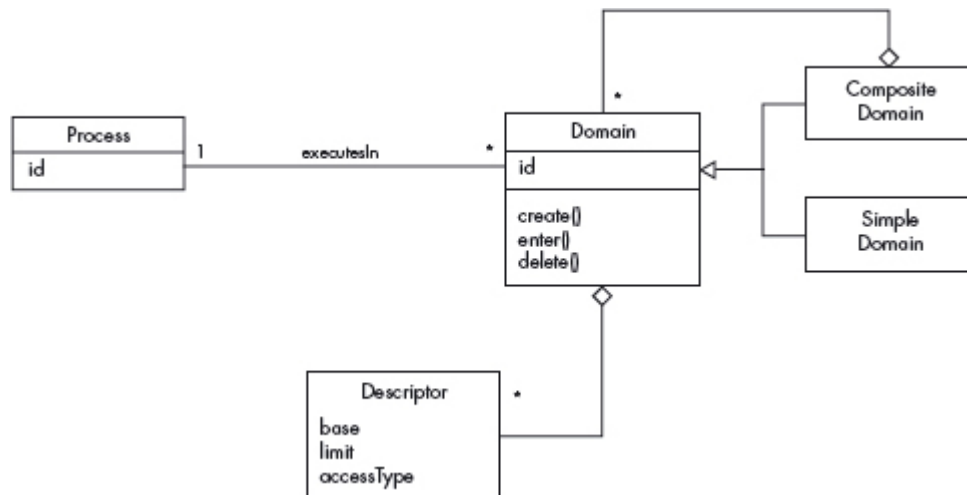 Process
id
1
executesIn
*
Domain
id
create()
enter()
delete()
*
Composite
Domain
Simple
Domain
Descriptor
base
limit
accessType
*